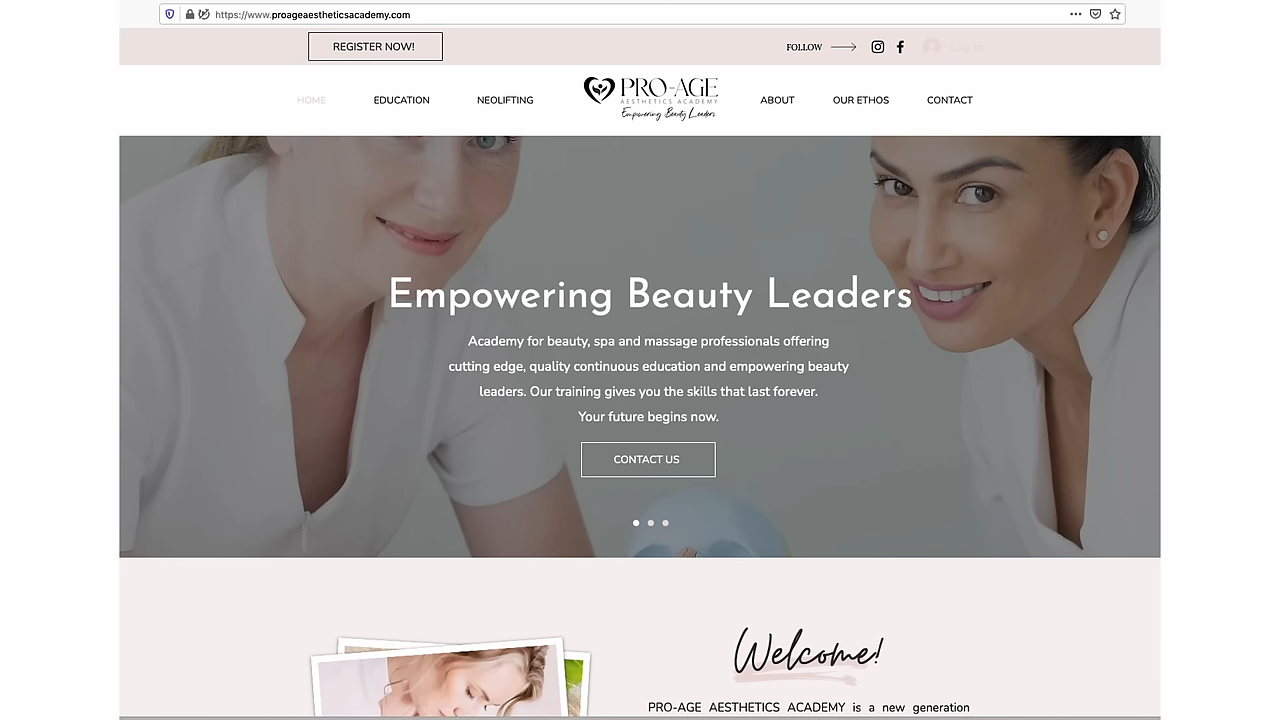 https://www.proageaestheticsacademy.com
REGISTER NOW!
FOLLOW
Log In
HOME
EDUCATION
NEOLIFTING
PRO-AGE
AESTHETICS ACADEMY
Empowering Beauty Leaders
ABOUT
OUR ETHOS
CONTACT
Empowering Beauty Leaders
Academy for beauty, spa and massage professionals offering
cutting edge, quality continuous education and empowering beauty
leaders. Our training gives you the skills that last forever.
Your future begins now.
CONTACT US
Welcome!
PRO-AGE AESTHETICS ACADEMY is a new generation